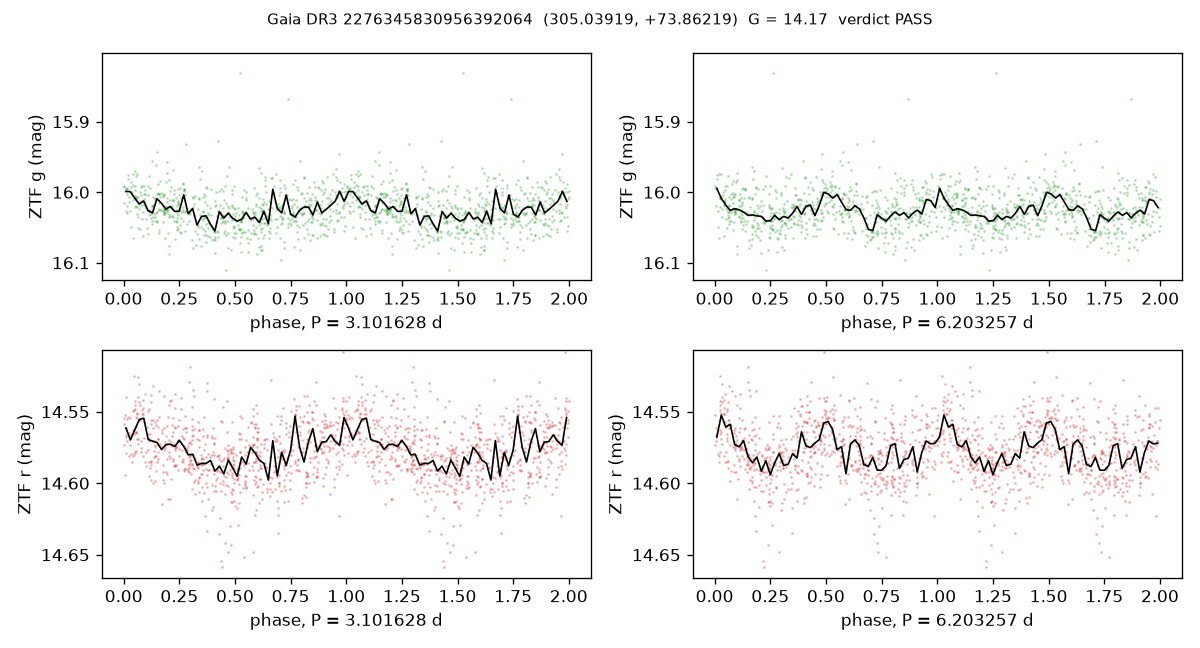 Gaia DR3 2276345830956392064  (305.03919, +73.86219)  G = 14.17  verdict PASS
ZTF g (mag)
15.9
16.0
16.1
0.00 0.25 0.50 0.75 1.00 1.25 1.50 1.75 2.00
phase, P = 3.101628 d
ZTF g (mag)
15.9
16.0
16.1
0.00 0.25 0.50 0.75 1.00 1.25 1.50 1.75 2.00
phase, P = 6.203257 d
ZTF r (mag)
14.55
14.60
14.65
0.00 0.25 0.50 0.75 1.00 1.25 1.50 1.75 2.00
phase, P = 3.101628 d
ZTF r (mag)
14.55
14.60
14.65
0.00 0.25 0.50 0.75 1.00 1.25 1.50 1.75 2.00
phase, P = 6.203257 d